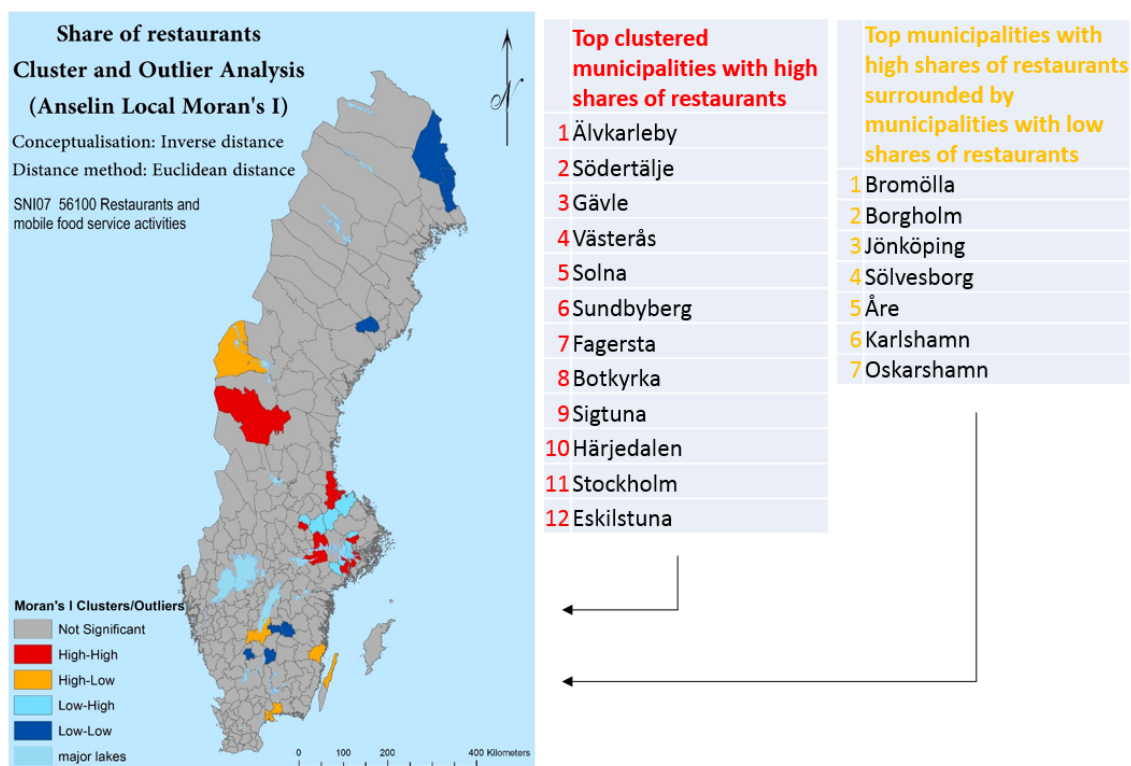 Share of restaurants
Cluster and Outlier Analysis
(Anselin Local Moran's I)
Conceptualisation: Inverse distance
Distance method: Euclidean distance
SNI07 56100 Restaurants and
mobile food service activities
N
Moran's I Clusters/Outliers
Not Significant
High-High
High-Low
Low-High
Low-Low
major lakes
0 100 200 400 Kilometers
Top clustered
municipalities with high
shares of restaurants
1 Älvkarleby
2 Södertälje
3 Gävle
4 Västerås
5 Solna
6 Sundbyberg
7 Fagersta
8 Botkyrka
9 Sigtuna
10 Härjedalen
11 Stockholm
12 Eskilstuna
Top municipalities with
high shares of restaurants
surrounded by
municipalities with low
shares of restaurants
1 Bromölla
2 Borgholm
3 Jönköping
4 Sölvesborg
5 Åre
6 Karlshamn
7 Oskarshamn